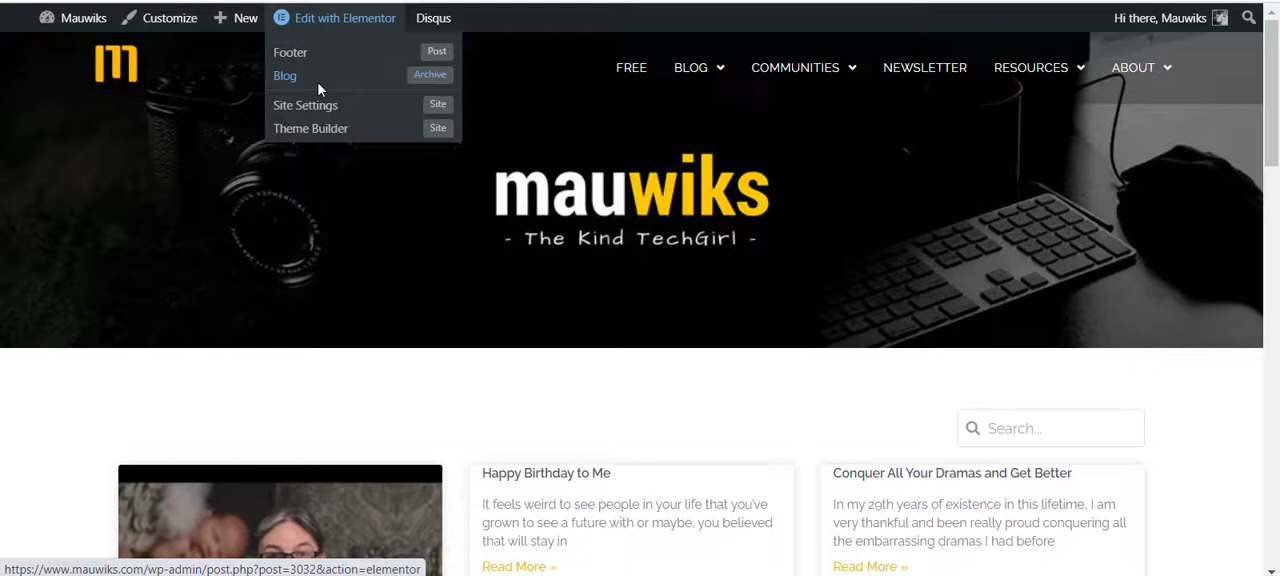 Mauwiks Customize New Edit with Elementor Disqus Hi there, Mauwiks
Footer Post
Blog Archive
Site Settings Site
Theme Builder Site
m FREE BLOG COMMUNITIES NEWSLETTER RESOURCES ABOUT
mauwiks
- The Kind TechGirl -
Search...
Happy Birthday to Me
It feels weird to see people in your life that you've
grown to see a future with or maybe, you believed
that will stay in
Read More »
Conquer All Your Dramas and Get Better
In my 29th years of existence in this lifetime, I am
very thankful and been really proud conquering all
the embarrassing dramas I had before
Read More »
https://www.mauwiks.com/wp-admin/post.php?post=3032&action=elementor